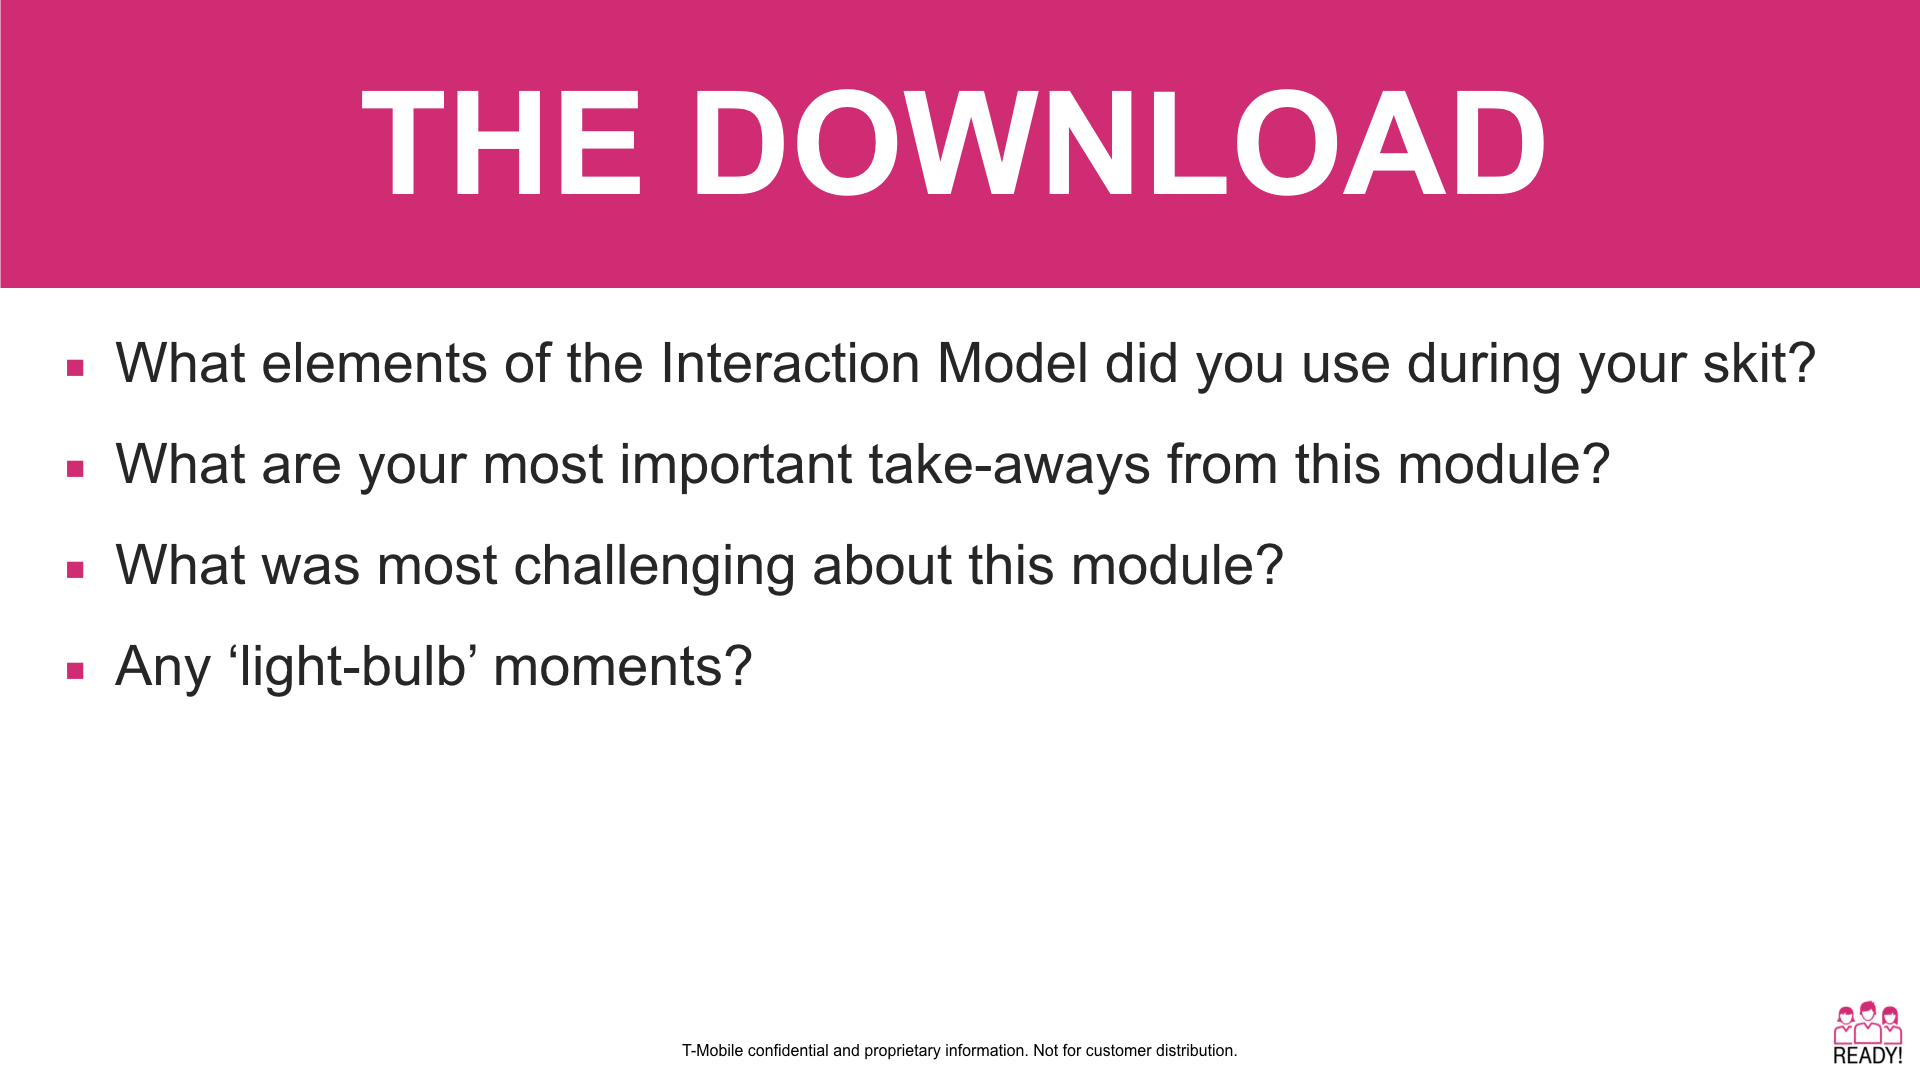 THE DOWNLOAD
▪ What elements of the Interaction Model did you use during your skit?
▪ What are your most important take-aways from this module?
▪ What was most challenging about this module?
▪ Any ‘light-bulb’ moments?
T-Mobile confidential and proprietary information. Not for customer distribution.
READY!